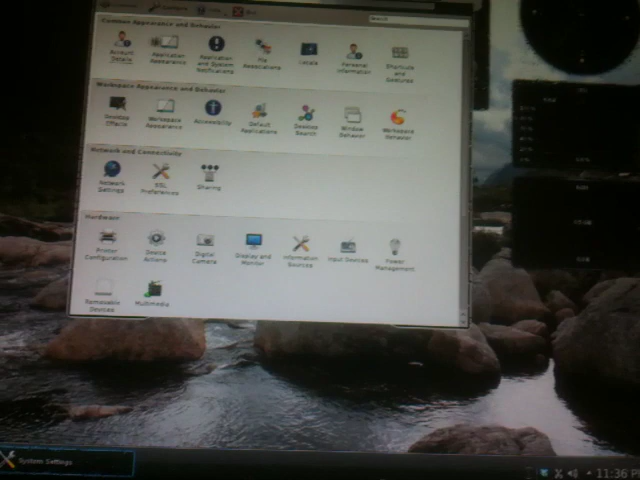 Search
Common Appearance and Behavior
Account Details
Application Appearance
Application and System Notifications
File Associations
Locale
Personal Information
Shortcuts and Gestures
Workspace Appearance and Behavior
Desktop Effects
Workspace Appearance
Accessibility
Default Applications
Desktop Search
Window Behavior
Workspace Behavior
Network and Connectivity
Network Settings
SSL Preferences
Sharing
Hardware
Printer Configuration
Device Actions
Digital Camera
Display and Monitor
Information Sources
Input Devices
Power Management
Removable Devices
Multimedia
System Settings
11:36 P